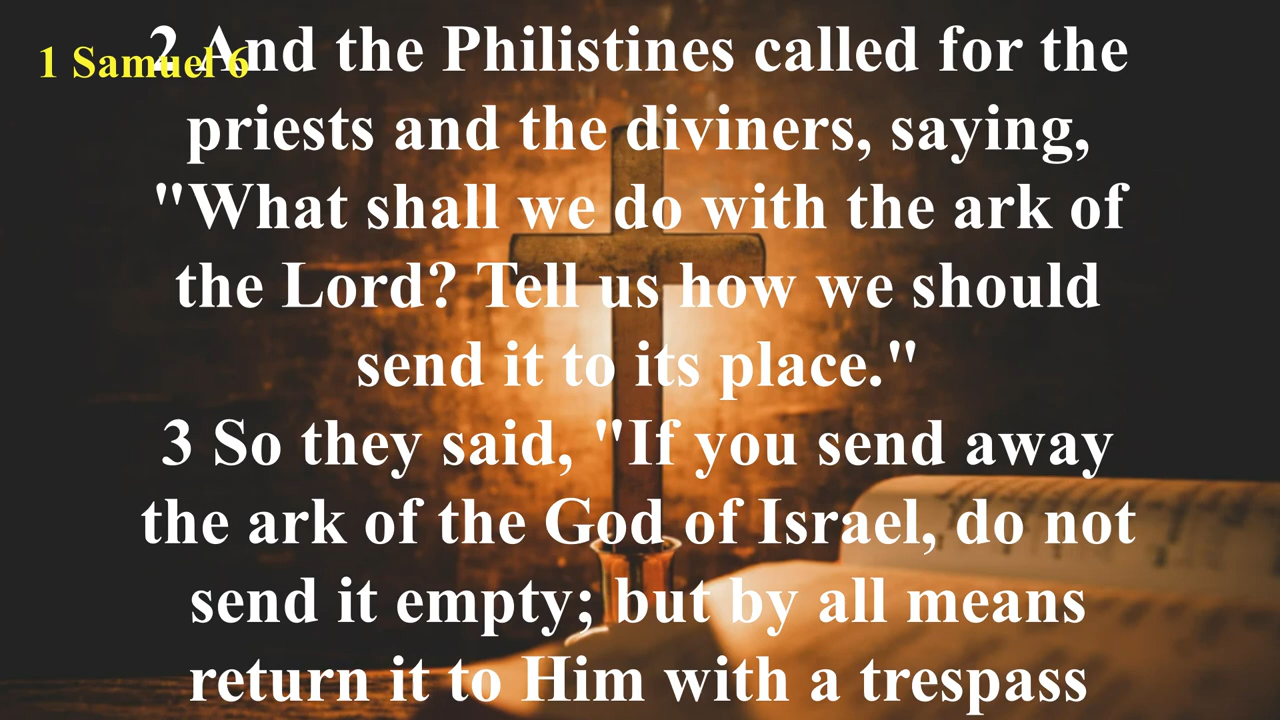 1 Samuel 6
2 And the Philistines called for the
priests and the diviners, saying,
"What shall we do with the ark of
the Lord? Tell us how we should
send it to its place."
3 So they said, "If you send away
the ark of the God of Israel, do not
send it empty; but by all means
return it to Him with a trespass